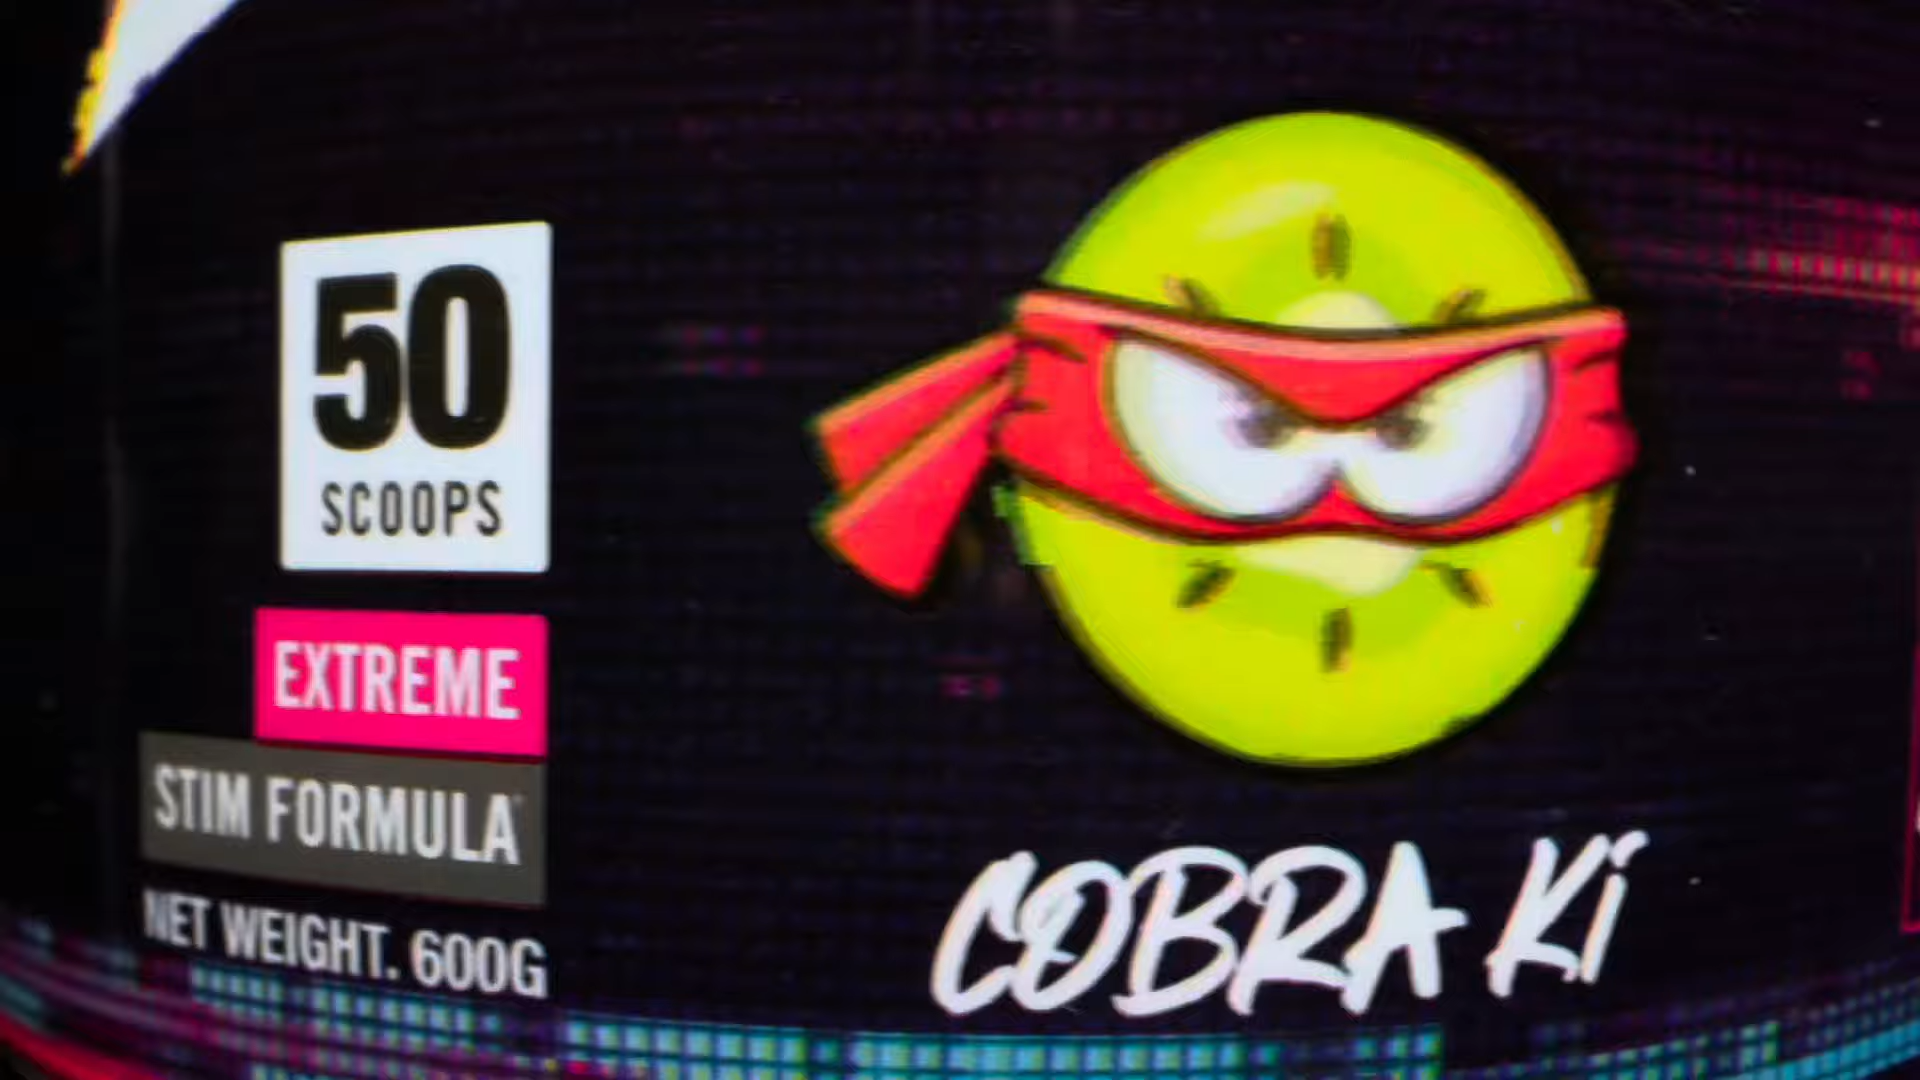 50
SCOOPS
EXTREME
STIM FORMULA
NET WEIGHT. 600G
COBRA Ki